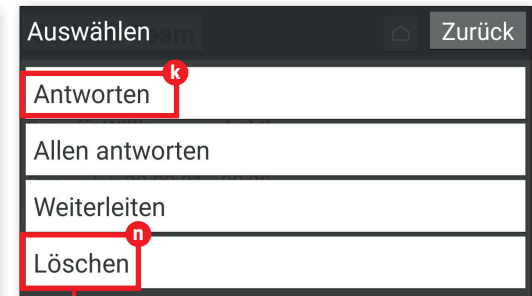 Auswählen
Zurück
k
Antworten
Allen antworten
Weiterleiten
n
Löschen